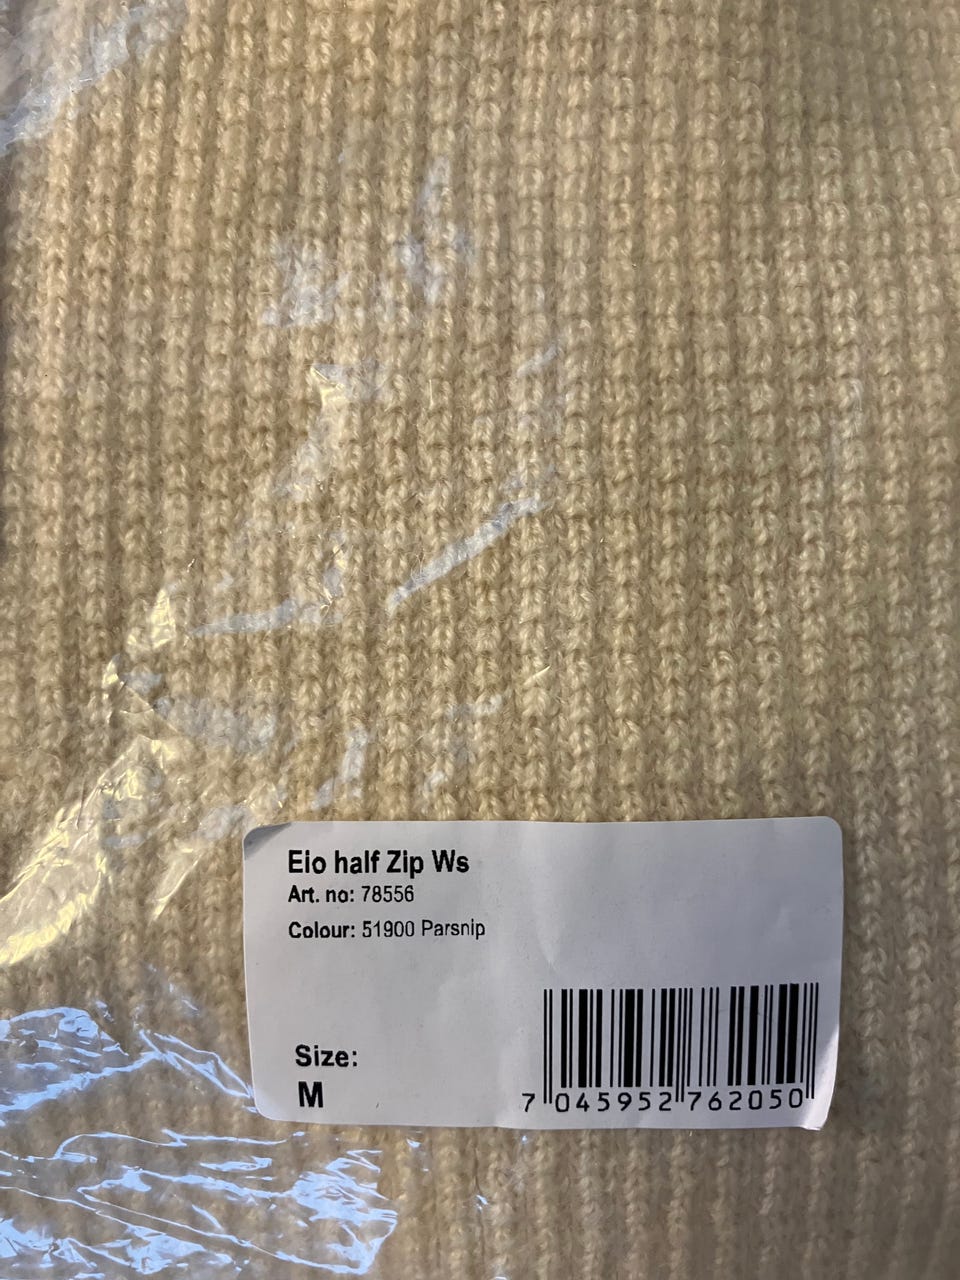 Eio half Zip Ws
Art. no: 78556
Colour: 51900 Parsnip
Size:
M
7 045952 762050